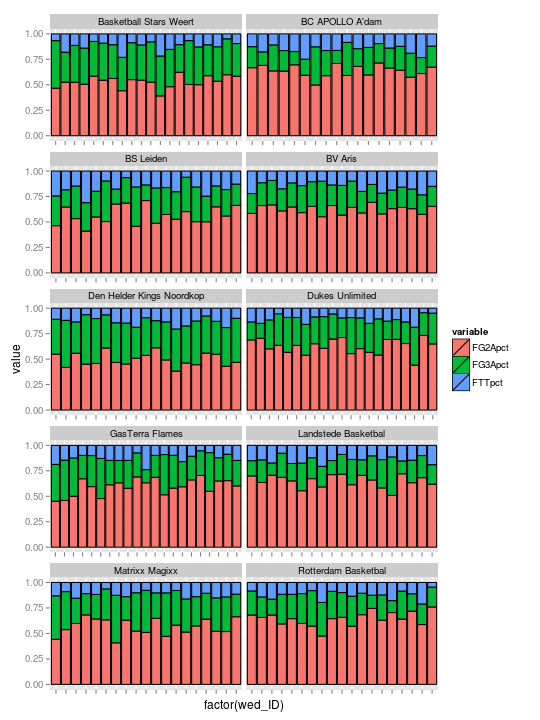 Basketball Stars Weert
BC APOLLO A'dam
1.00
0.75
0.50
0.25
0.00
BS Leiden
BV Aris
1.00
0.75
0.50
0.25
0.00
Den Helder Kings Noordkop
Dukes Unlimited
1.00
0.75
0.50
0.25
0.00
GasTerra Flames
Landstede Basketbal
1.00
0.75
0.50
0.25
0.00
Matrixx Magixx
Rotterdam Basketbal
1.00
0.75
0.50
0.25
0.00
value
factor(wed_ID)
variable
FG2Apct
FG3Apct
FTTpct